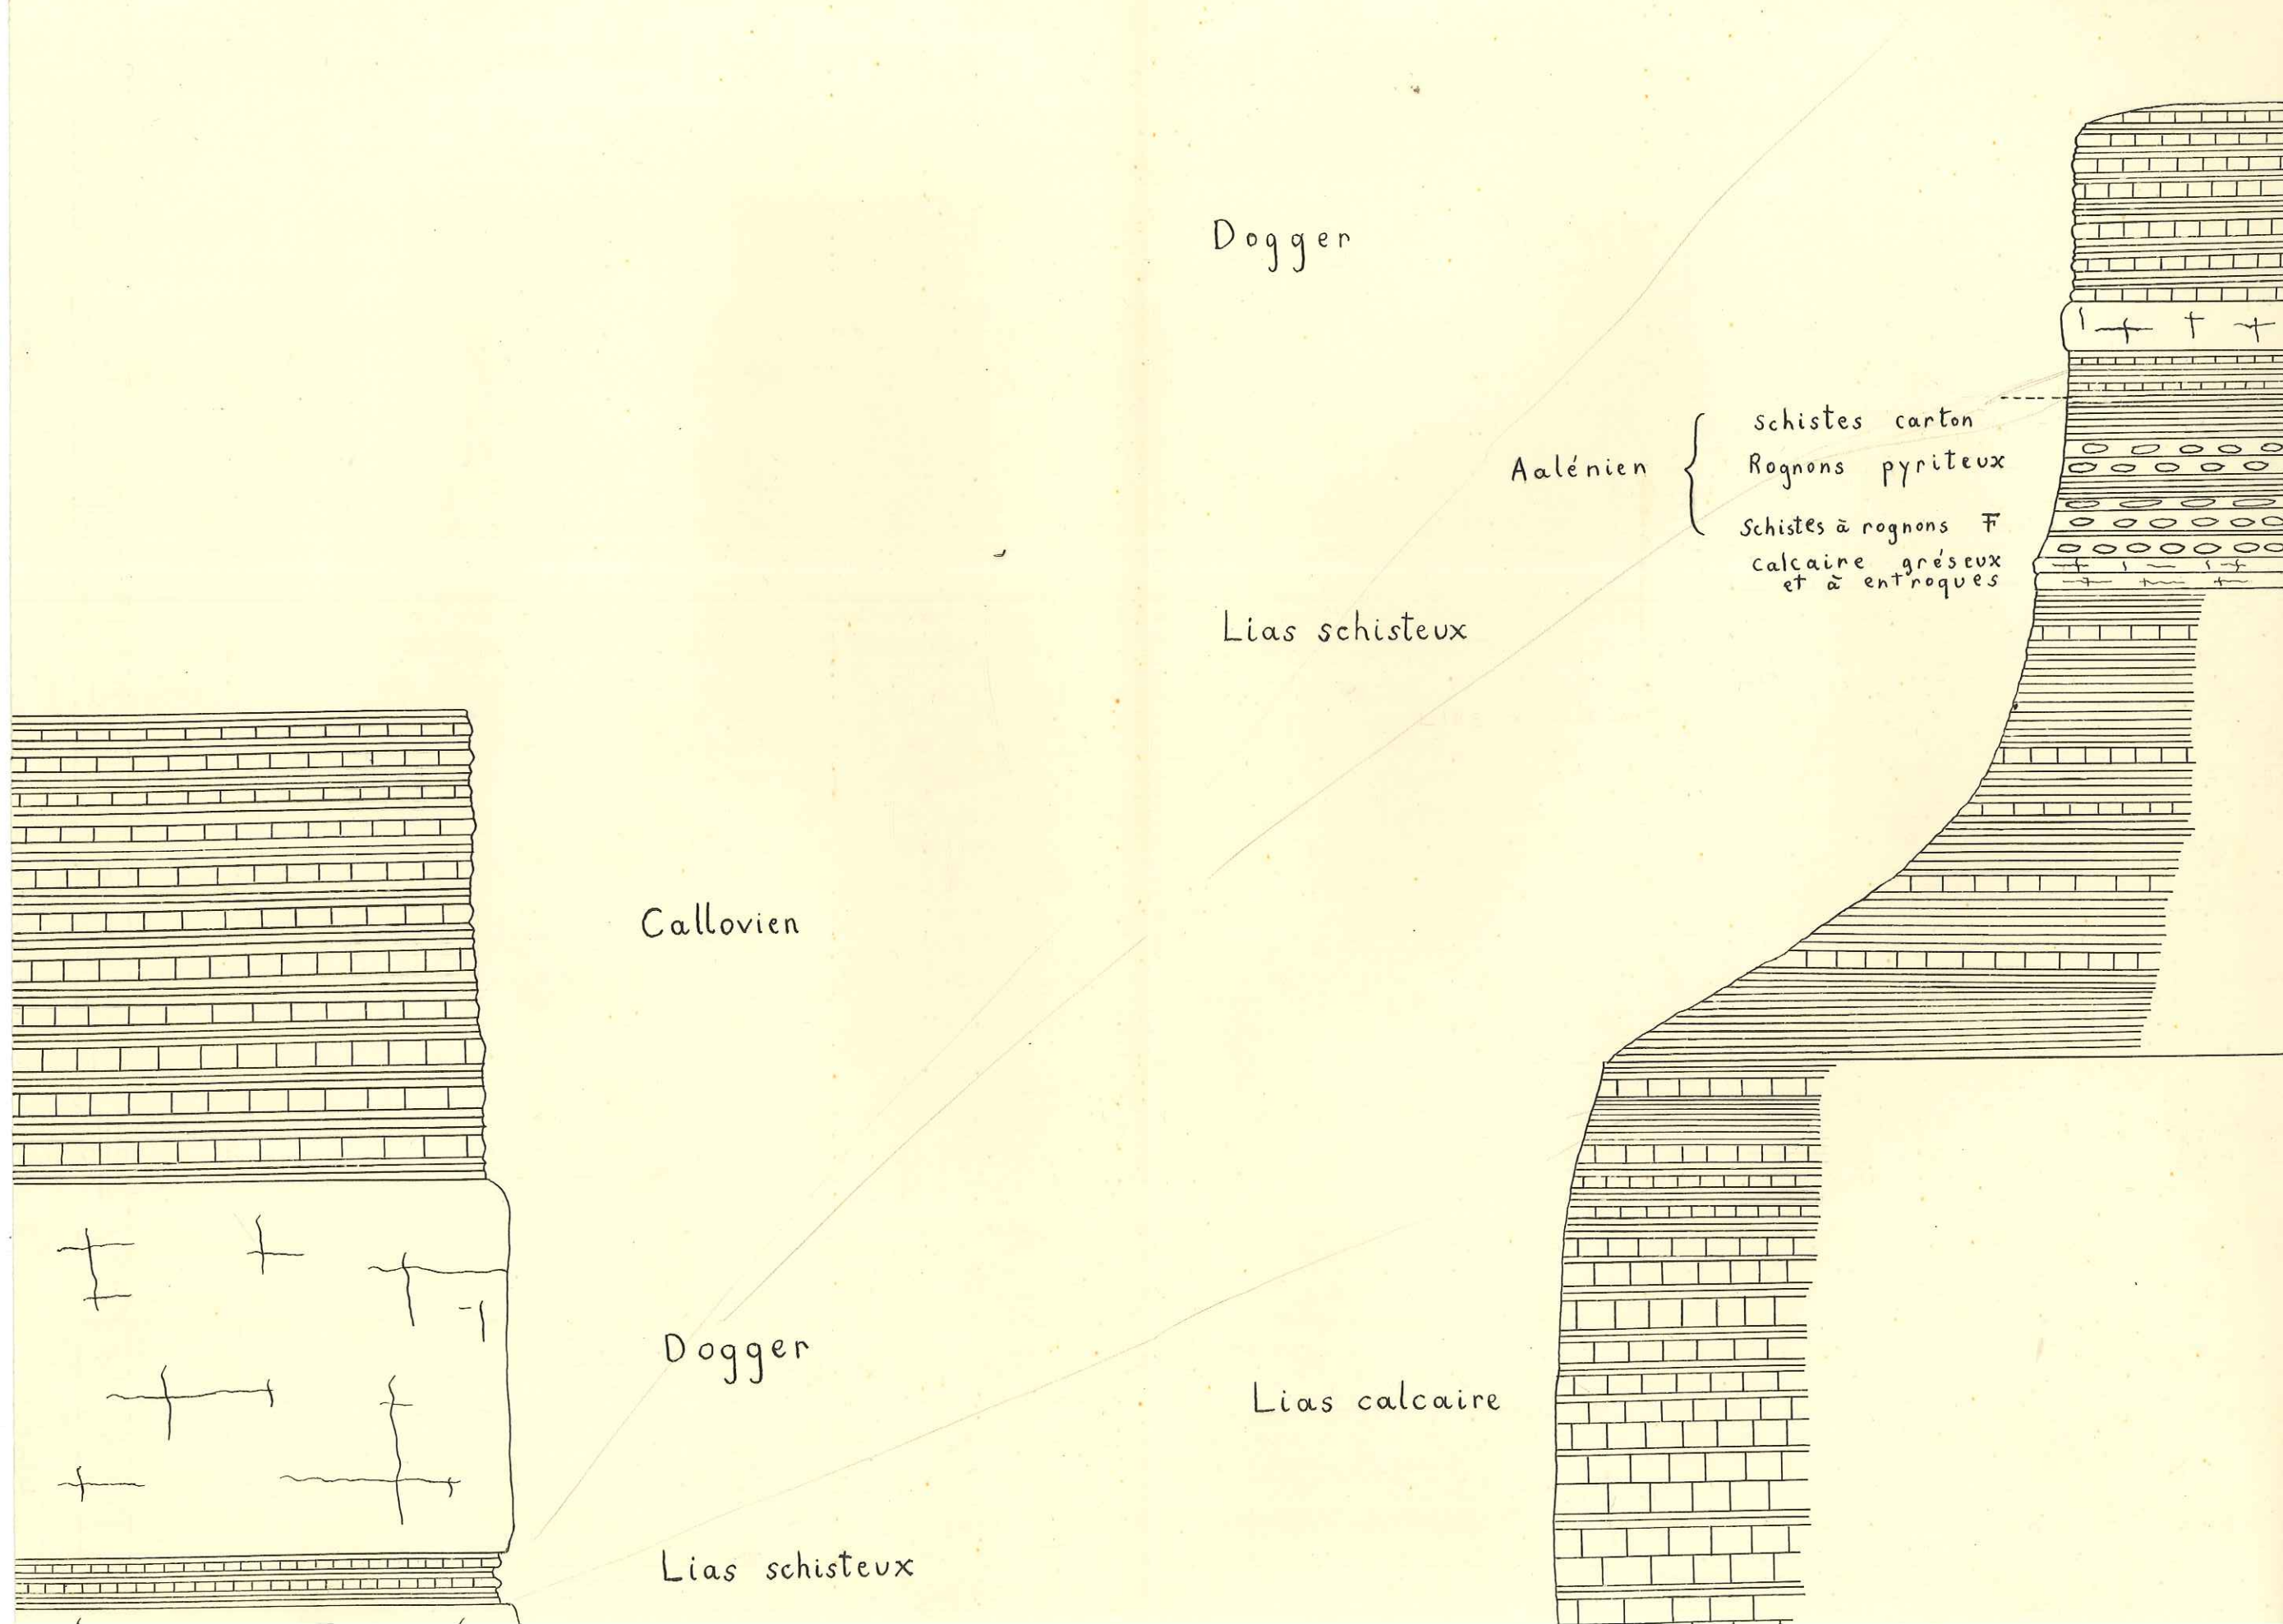 Dogger
Aalénien
Schistes carton
Rognons pyriteux
Schistes à rognons F̅
Calcaire gréseux
et à entroques
Lias schisteux
Callovien
Dogger
Lias calcaire
Lias schisteux